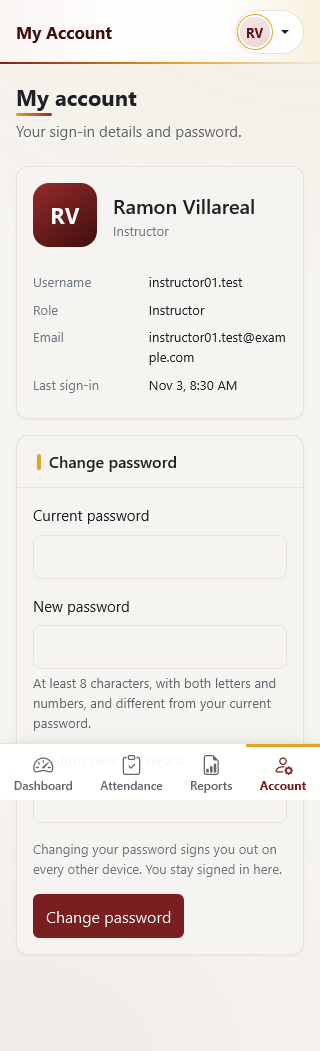 My Account
RV
My account
Your sign-in details and password.
RV
Ramon Villareal
Instructor
Username
instructor01.test
Role
Instructor
Email
instructor01.test@exam
ple.com
Last sign-in
Nov 3, 8:30 AM
Change password
Current password
New password
At least 8 characters, with both letters and
numbers, and different from your current
password.
Confirm new password
Dashboard
Attendance
Reports
Account
Changing your password signs you out on
every other device. You stay signed in here.
Change password